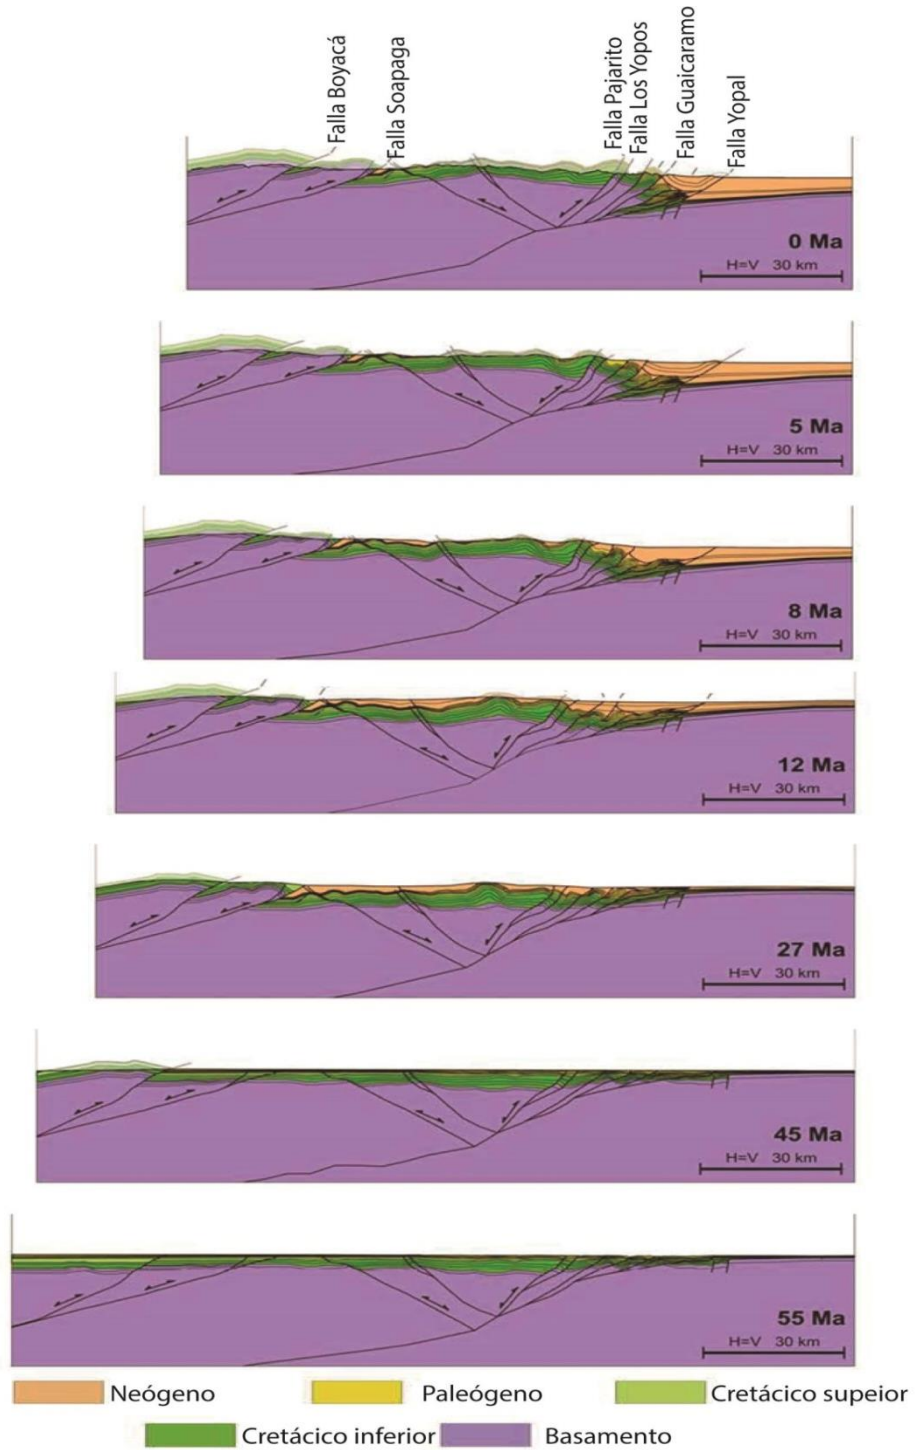 Falla Boyacá
Falla Soapaga
Falla Pajarito
Falla Los Yopos
Falla Guaicaramo
Falla Yopal
0 Ma
H=V 30 km
5 Ma
H=V 30 km
8 Ma
H=V 30 km
12 Ma
H=V 30 km
27 Ma
H=V 30 km
45 Ma
H=V 30 km
55 Ma
H=V 30 km
Neógeno Paleógeno Cretácico supeior
Cretácico inferior Basamento